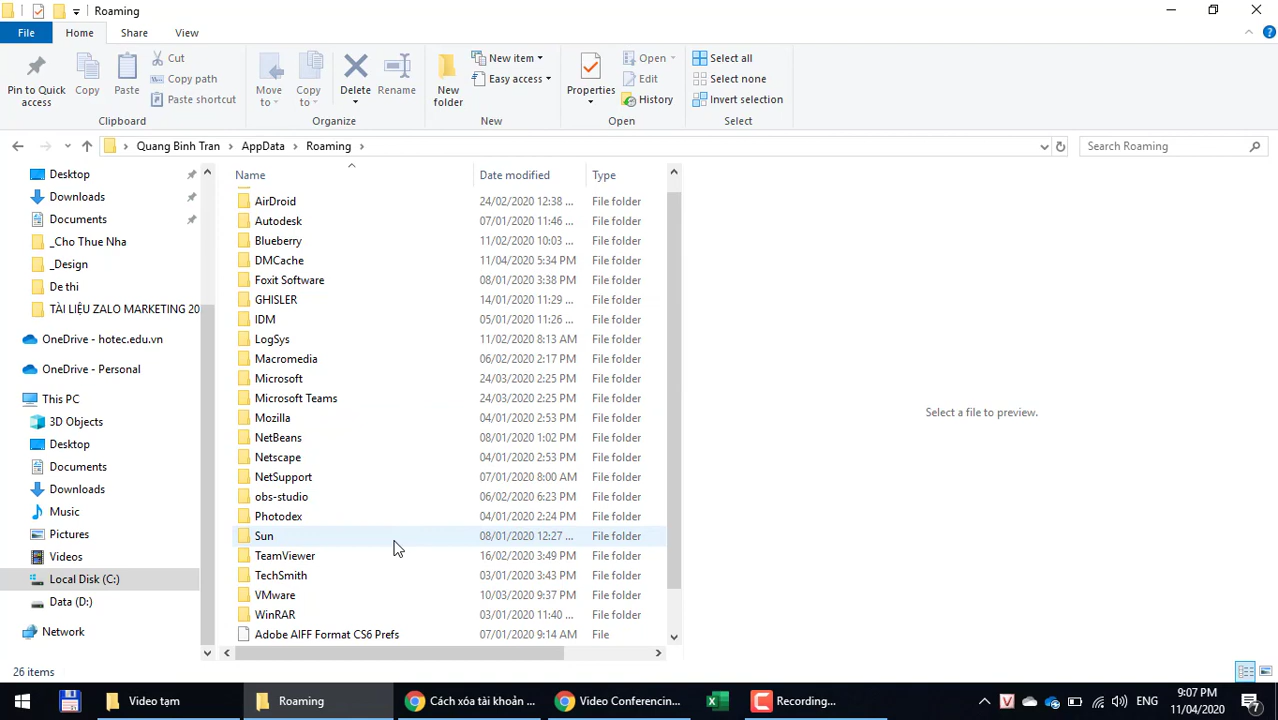 Roaming
File
Home
Share
View
Pin to Quick access
Copy
Paste
Cut
Copy path
Paste shortcut
Clipboard
Move to
Copy to
Delete
Rename
Organize
New folder
New item
Easy access
New
Properties
Open
Edit
History
Open
Select all
Select none
Invert selection
Select
Quang Binh Tran > AppData > Roaming >
Search Roaming
Desktop
Downloads
Documents
_Cho Thue Nha
_Design
De thi
TÀI LIỆU ZALO MARKETING 20
OneDrive - hotec.edu.vn
OneDrive - Personal
This PC
3D Objects
Desktop
Documents
Downloads
Music
Pictures
Videos
Local Disk (C:)
Data (D:)
Network
Name Date modified Type
AirDroid 24/02/2020 12:38 ... File folder
Autodesk 07/01/2020 11:46 ... File folder
Blueberry 11/02/2020 10:03 ... File folder
DMCache 11/04/2020 5:34 PM File folder
Foxit Software 08/01/2020 3:38 PM File folder
GHISLER 14/01/2020 11:29 ... File folder
IDM 05/01/2020 11:26 ... File folder
LogSys 11/02/2020 8:13 AM File folder
Macromedia 06/02/2020 2:17 PM File folder
Microsoft 24/03/2020 2:25 PM File folder
Microsoft Teams 24/03/2020 2:25 PM File folder
Mozilla 04/01/2020 2:53 PM File folder
NetBeans 08/01/2020 1:02 PM File folder
Netscape 04/01/2020 2:53 PM File folder
NetSupport 07/01/2020 8:00 AM File folder
obs-studio 06/02/2020 6:23 PM File folder
Photodex 04/01/2020 2:24 PM File folder
Sun 08/01/2020 12:27 ... File folder
TeamViewer 16/02/2020 3:49 PM File folder
TechSmith 03/01/2020 3:43 PM File folder
VMware 10/03/2020 9:37 PM File folder
WinRAR 03/01/2020 11:40 ... File folder
Adobe AIFF Format CS6 Prefs 07/01/2020 9:14 AM File
Select a file to preview.
26 items
Video tạm
Roaming
Cách xóa tài khoản ...
Video Conferencin...
Recording...
ENG
9:07 PM
11/04/2020
7